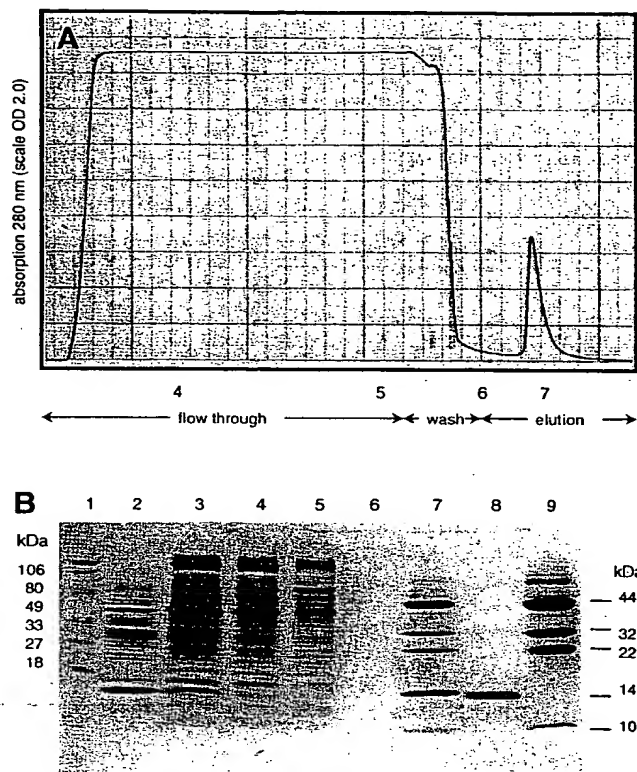 A
absorption 280 nm (scale OD 2.0)
4 5 6 7
flow through wash elution
B 1 2 3 4 5 6 7 8 9
kDa
106
80
49
33
27
18
kDa
44
32
22
14
10